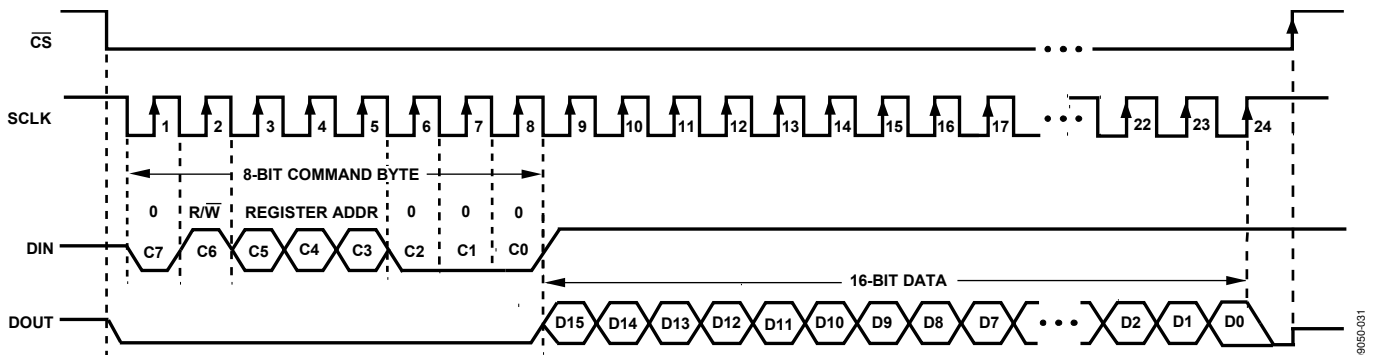 CS
SCLK
1 2 3 4 5 6 7 8 9 10 11 12 13 14 15 16 17 22 23 24
8-BIT COMMAND BYTE
0 R/W REGISTER ADDR 0 0 0
DIN
C7 C6 C5 C4 C3 C2 C1 C0
16-BIT DATA
DOUT
D15 D14 D13 D12 D11 D10 D9 D8 D7 D2 D1 D0
9050-031